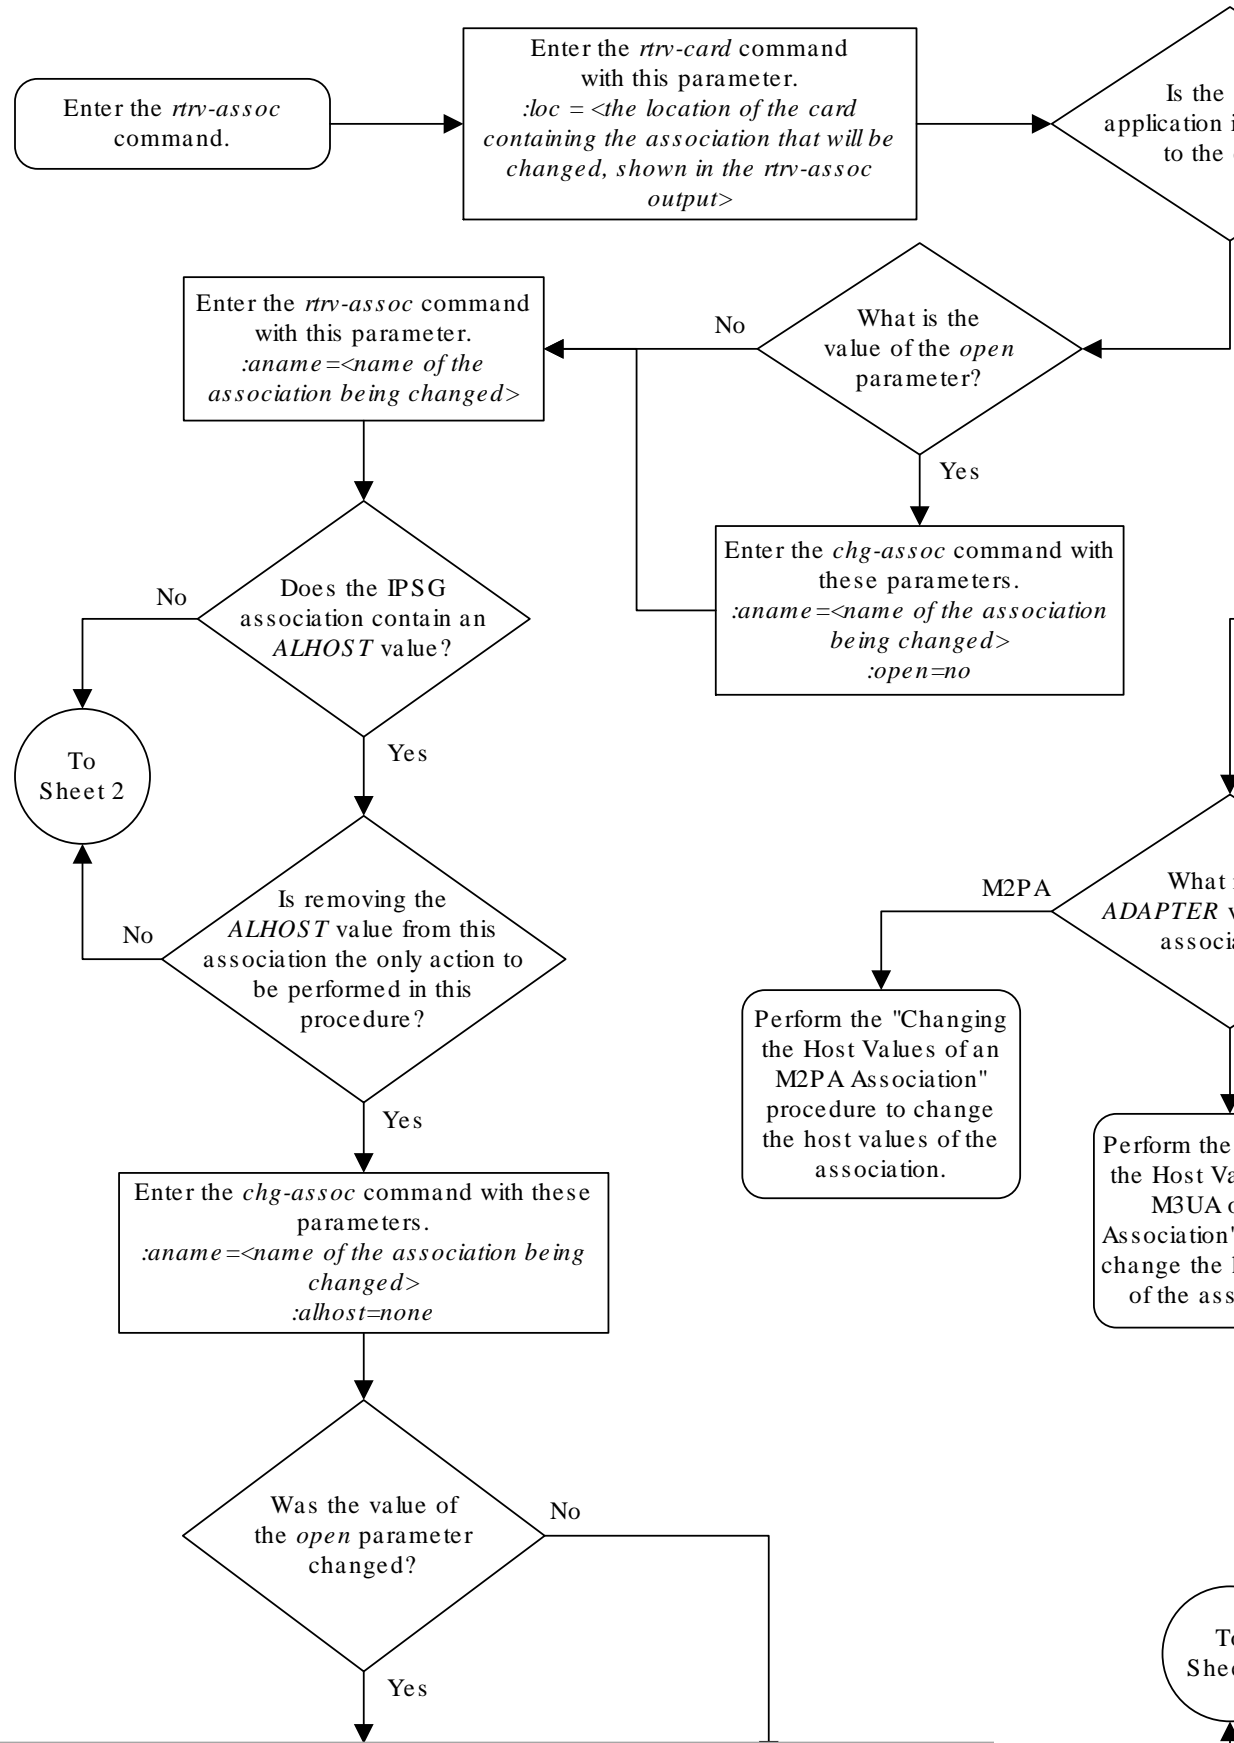 Enter the rtrv-assoc
command.
Enter the rtrv-card command
with this parameter.
:loc = <the location of the card
containing the association that will be
changed, shown in the rtrv-assoc
output>
Is the
application
to the
Enter the rtrv-assoc command
with this parameter.
:aname=<name of the
association being changed>
No
What is the
value of the open
parameter?
Yes
Enter the chg-assoc command with
these parameters.
:aname=<name of the association
being changed>
:open=no
No
Does the IPSG
association contain an
ALHOST value?
Yes
To
Sheet 2
No
Is removing the
ALHOST value from this
association the only action to
be performed in this
procedure?
Yes
M2PA
What
ADAPTER
Perform the "Changing
the Host Values of an
M2PA Association"
procedure to change
the host values of the
association.
Perform the
the Host
M3UA
Association"
change the
of the
Enter the chg-assoc command with these
parameters.
:aname=<name of the association being
changed>
:alhost=none
Was the value of
the open parameter
changed?
No
Yes